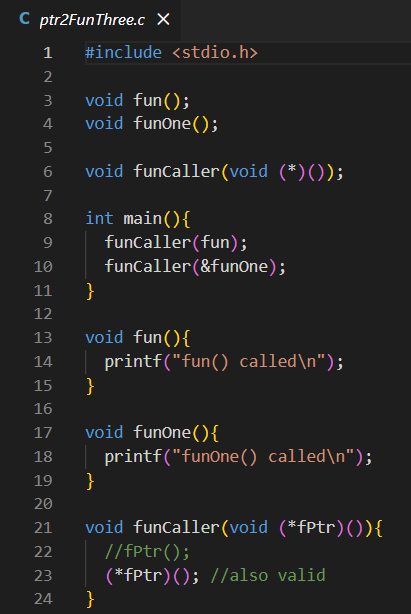 C ptr2FunThree.c ×
1 #include <stdio.h>
2
3 void fun();
4 void funOne();
5
6 void funCaller(void (*)());
7
8 int main(){
9   funCaller(fun);
10   funCaller(&funOne);
11 }
12
13 void fun(){
14   printf("fun() called\n");
15 }
16
17 void funOne(){
18   printf("funOne() called\n");
19 }
20
21 void funCaller(void (*fPtr)()){
22   //fPtr();
23   (*fPtr)(); //also valid
24 }